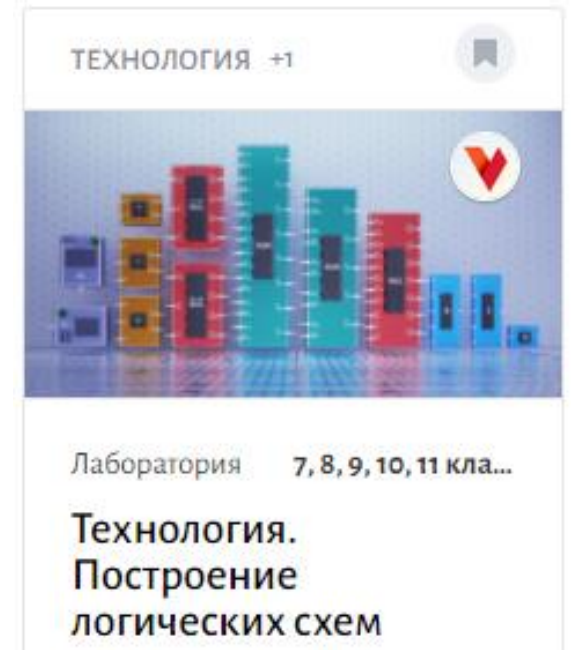 ТЕХНОЛОГИЯ +1
Лаборатория 7, 8, 9, 10, 11 кла...
Технология.
Построение
логических схем